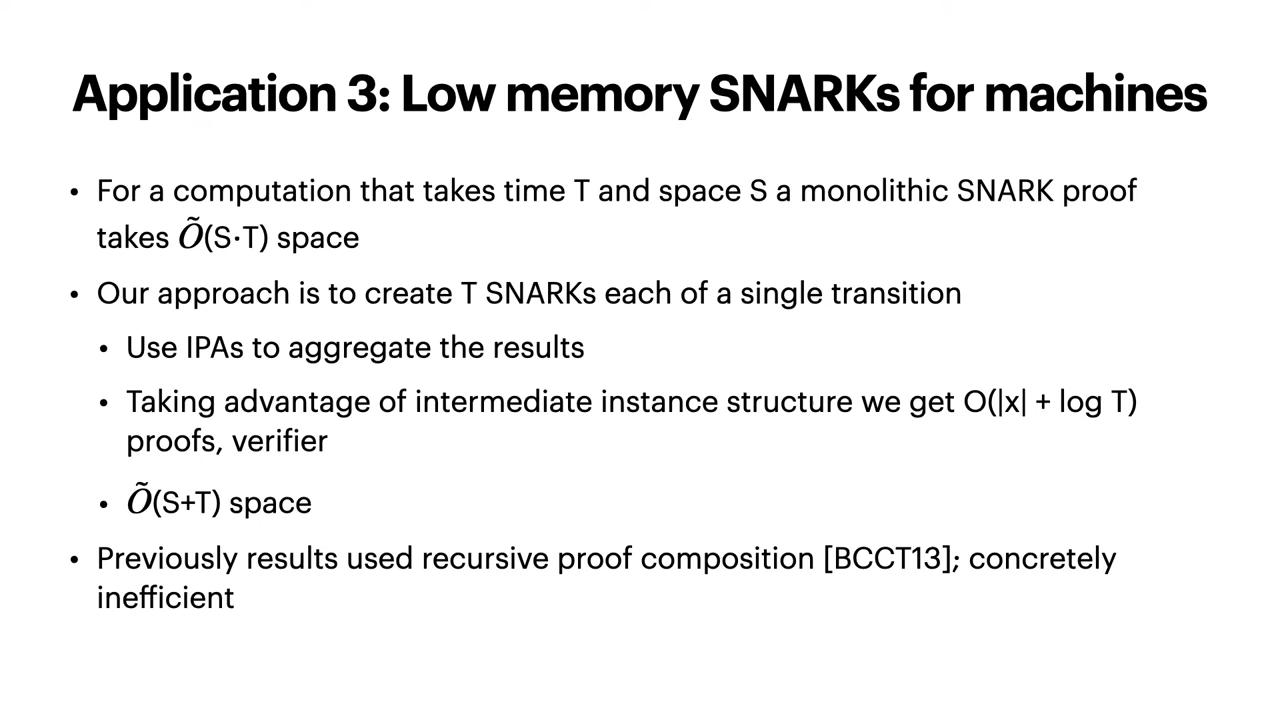 Application 3: Low memory SNARKs for machines
• For a computation that takes time T and space S a monolithic SNARK proof
takes Õ(S·T) space
• Our approach is to create T SNARKs each of a single transition
• Use IPAs to aggregate the results
• Taking advantage of intermediate instance structure we get O(|x| + log T)
proofs, verifier
• Õ(S+T) space
• Previously results used recursive proof composition [BCCT13]; concretely
inefficient